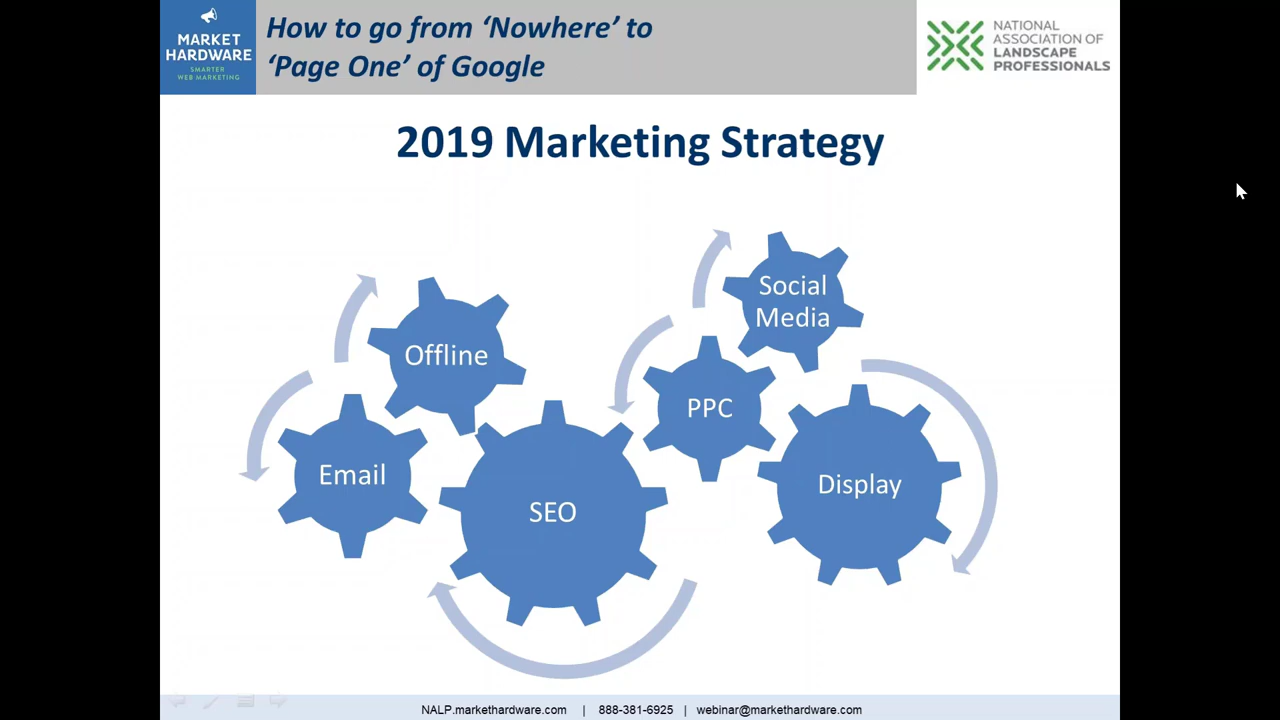 MARKET
HARDWARE
SMARTER
WEB MARKETING
How to go from ‘Nowhere’ to
‘Page One’ of Google
NATIONAL
ASSOCIATION OF
LANDSCAPE
PROFESSIONALS
2019 Marketing Strategy
Social
Media
Offline
PPC
Email
Display
SEO
NALP.markethardware.com | 888-381-6925 | webinar@markethardware.com